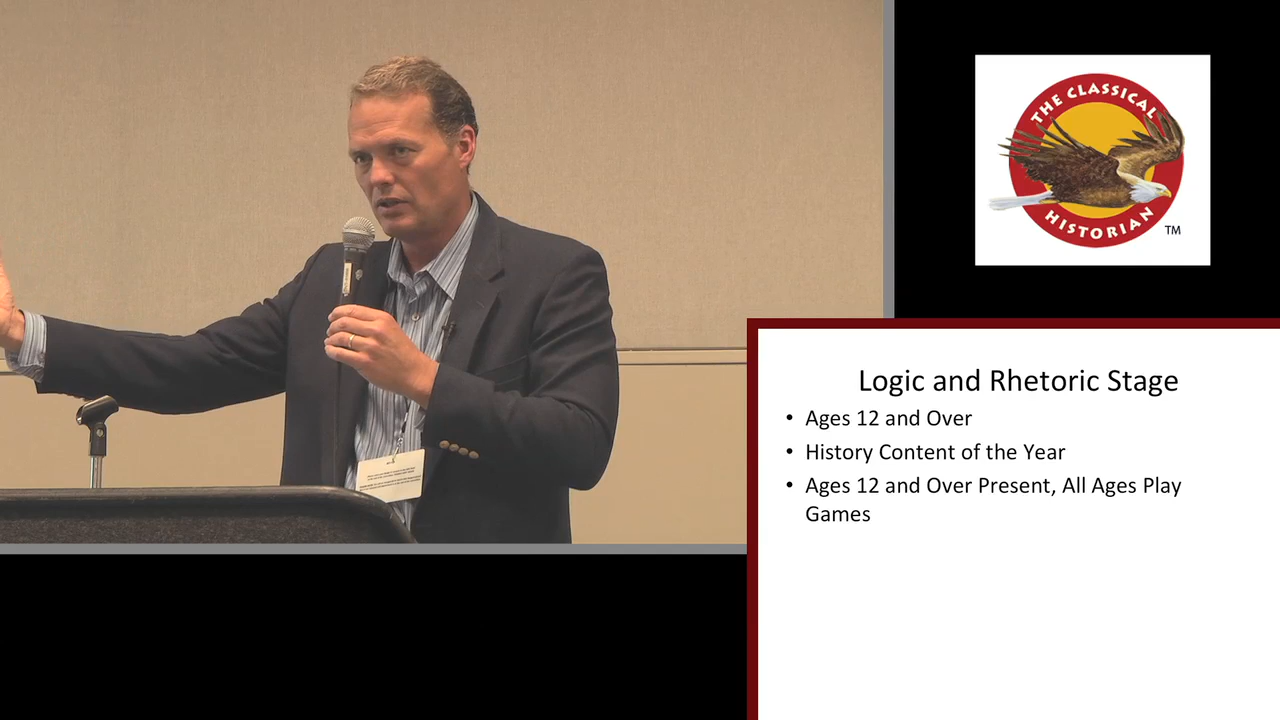 THE CLASSICAL
HISTORIAN
TM
Logic and Rhetoric Stage
• Ages 12 and Over
• History Content of the Year
• Ages 12 and Over Present, All Ages Play
Games